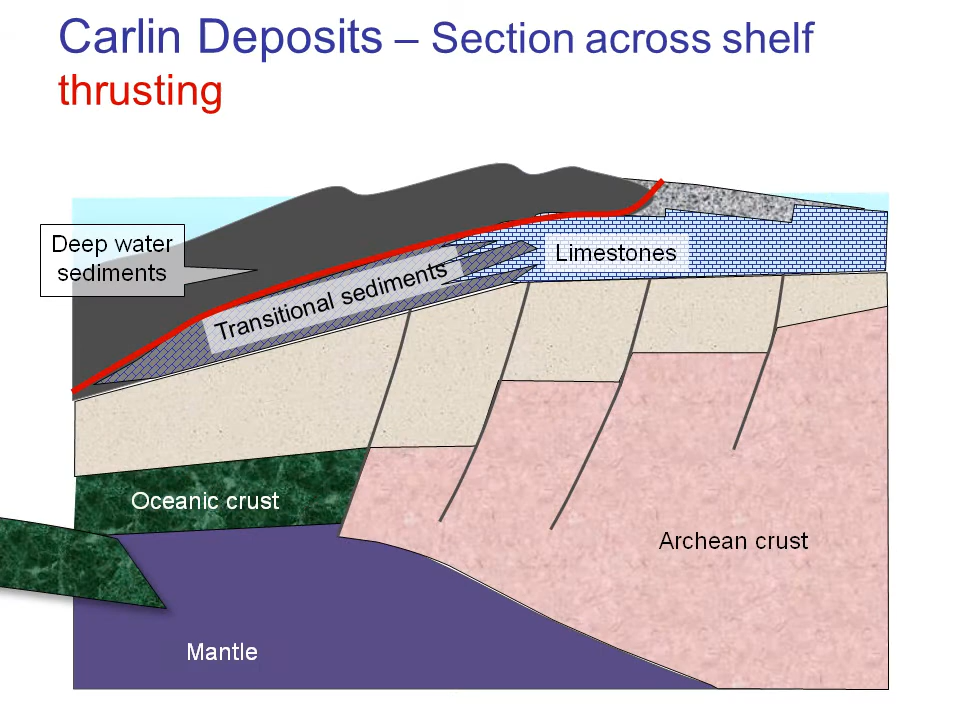 Carlin Deposits – Section across shelf
thrusting
Deep water
sediments
Limestones
Transitional sediments
Oceanic crust
Archean crust
Mantle